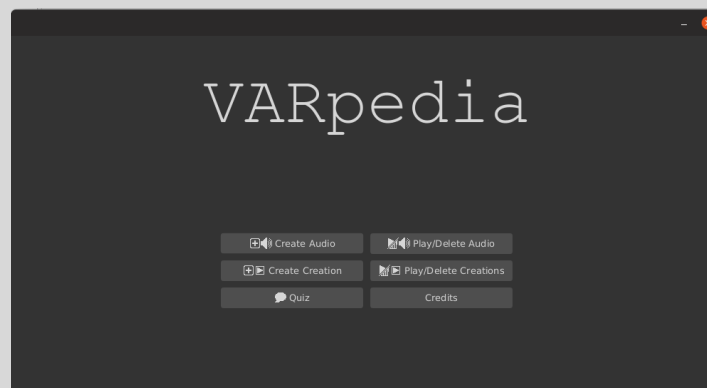 VARpedia
Create Audio
Play/Delete Audio
Create Creation
Play/Delete Creations
Quiz
Credits